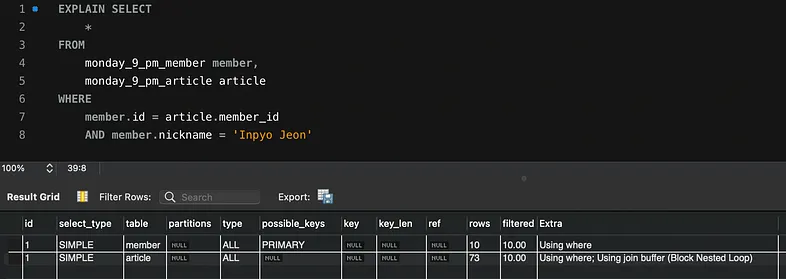 1 EXPLAIN SELECT
2 *
3 FROM
4 monday_9_pm_member member,
5 monday_9_pm_article article
6 WHERE
7 member.id = article.member_id
8 AND member.nickname = 'Inpyo Jeon'
100% 39:8
Result Grid Filter Rows: Search Export:
id select_type table partitions type possible_keys key key_len ref rows filtered Extra
1 SIMPLE member NULL ALL PRIMARY NULL NULL NULL 10 10.00 Using where
1 SIMPLE article NULL ALL NULL NULL NULL NULL 73 10.00 Using where; Using join buffer (Block Nested Loop)